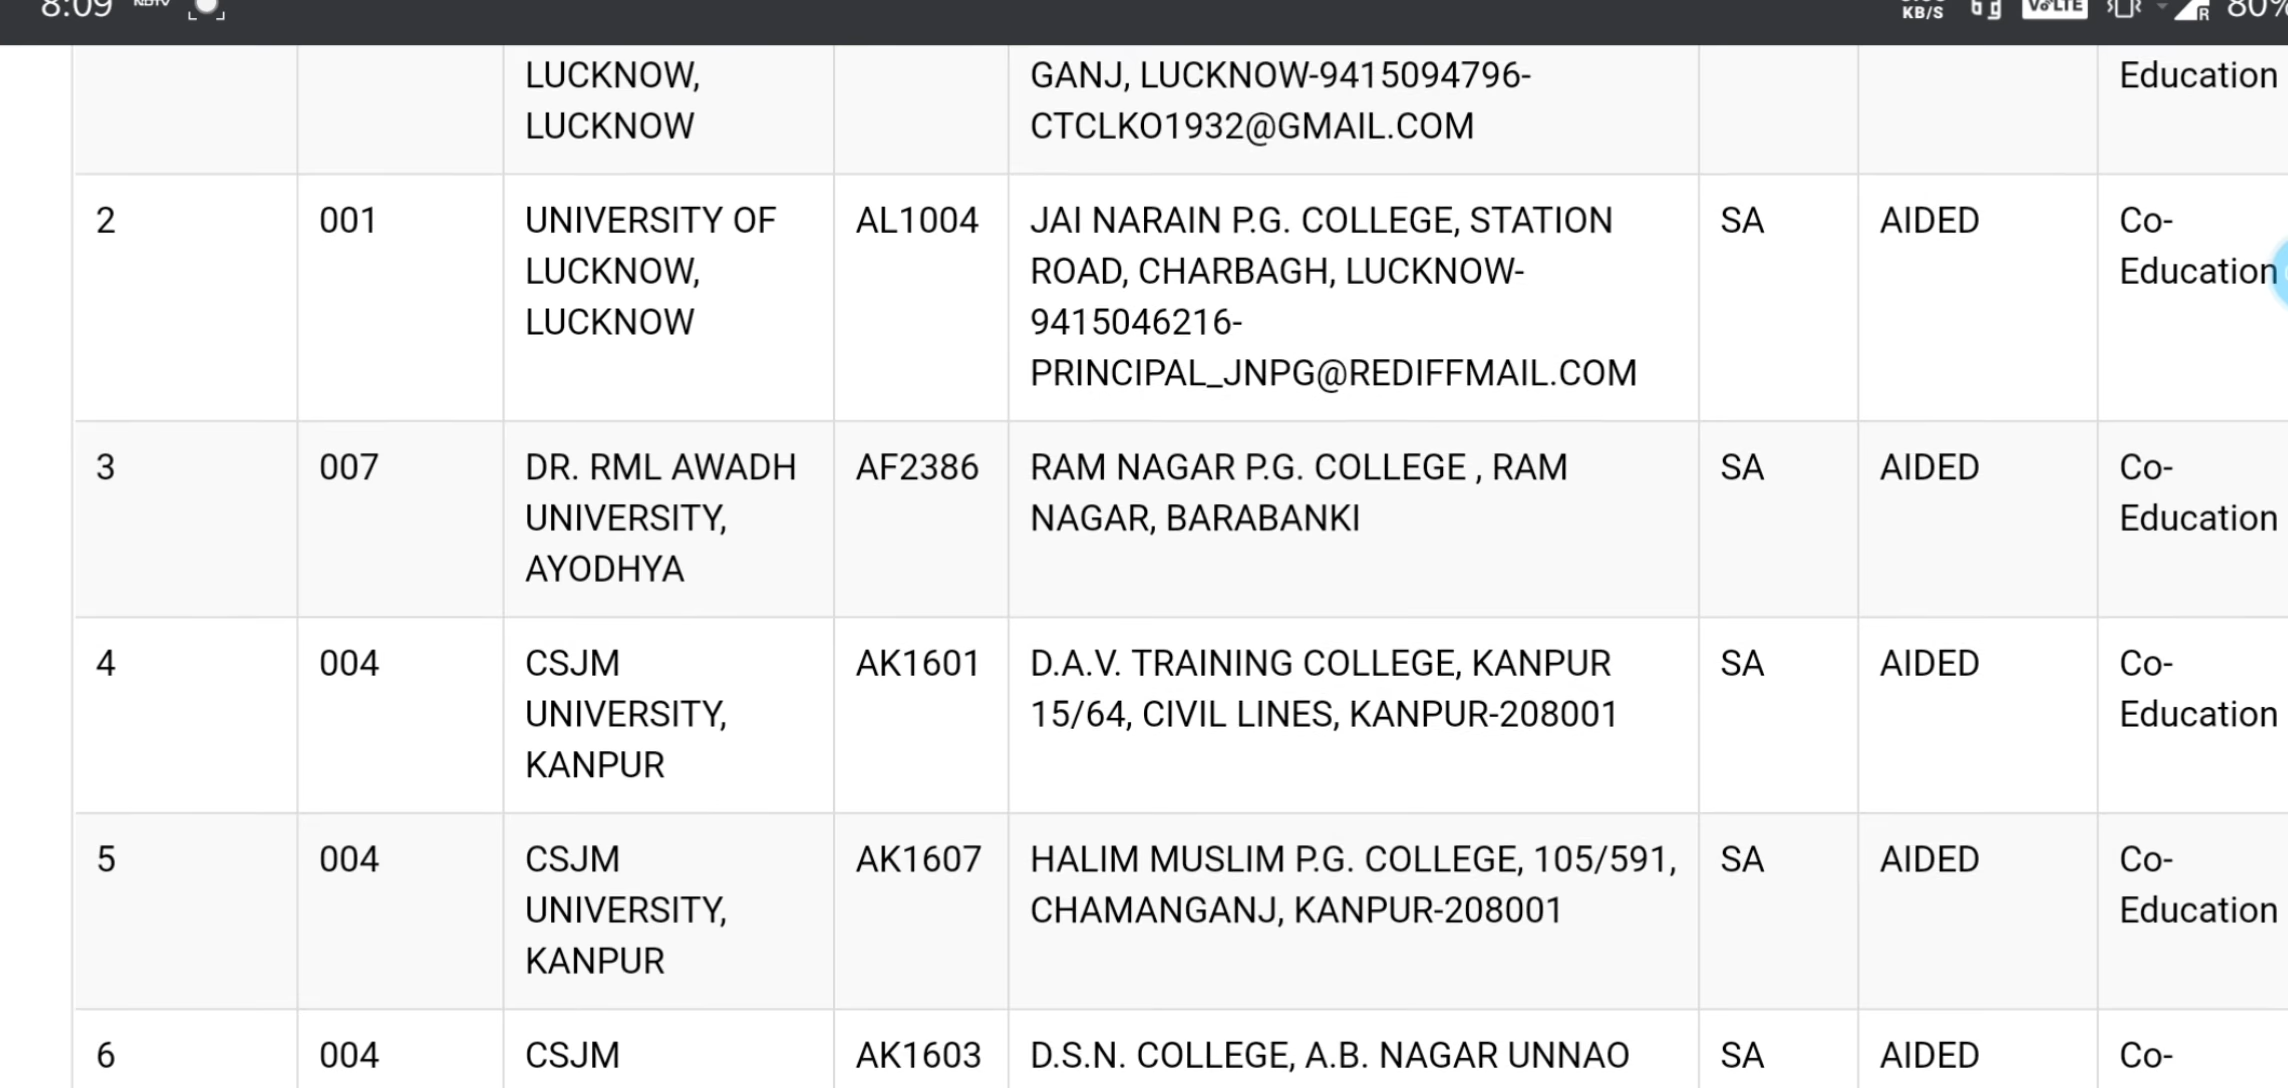 8:09 NDTV KB/S VoLTE R 80%
LUCKNOW, GANJ, LUCKNOW-9415094796- Education
LUCKNOW CTCLKO1932@GMAIL.COM
2 001 UNIVERSITY OF AL1004 JAI NARAIN P.G. COLLEGE, STATION SA AIDED Co-
LUCKNOW, ROAD, CHARBAGH, LUCKNOW- Education
LUCKNOW 9415046216-
PRINCIPAL_JNPG@REDIFFMAIL.COM
3 007 DR. RML AWADH AF2386 RAM NAGAR P.G. COLLEGE , RAM SA AIDED Co-
UNIVERSITY, NAGAR, BARABANKI Education
AYODHYA
4 004 CSJM AK1601 D.A.V. TRAINING COLLEGE, KANPUR SA AIDED Co-
UNIVERSITY, 15/64, CIVIL LINES, KANPUR-208001 Education
KANPUR
5 004 CSJM AK1607 HALIM MUSLIM P.G. COLLEGE, 105/591, SA AIDED Co-
UNIVERSITY, CHAMANGANJ, KANPUR-208001 Education
KANPUR
6 004 CSJM AK1603 D.S.N. COLLEGE, A.B. NAGAR UNNAO SA AIDED Co-